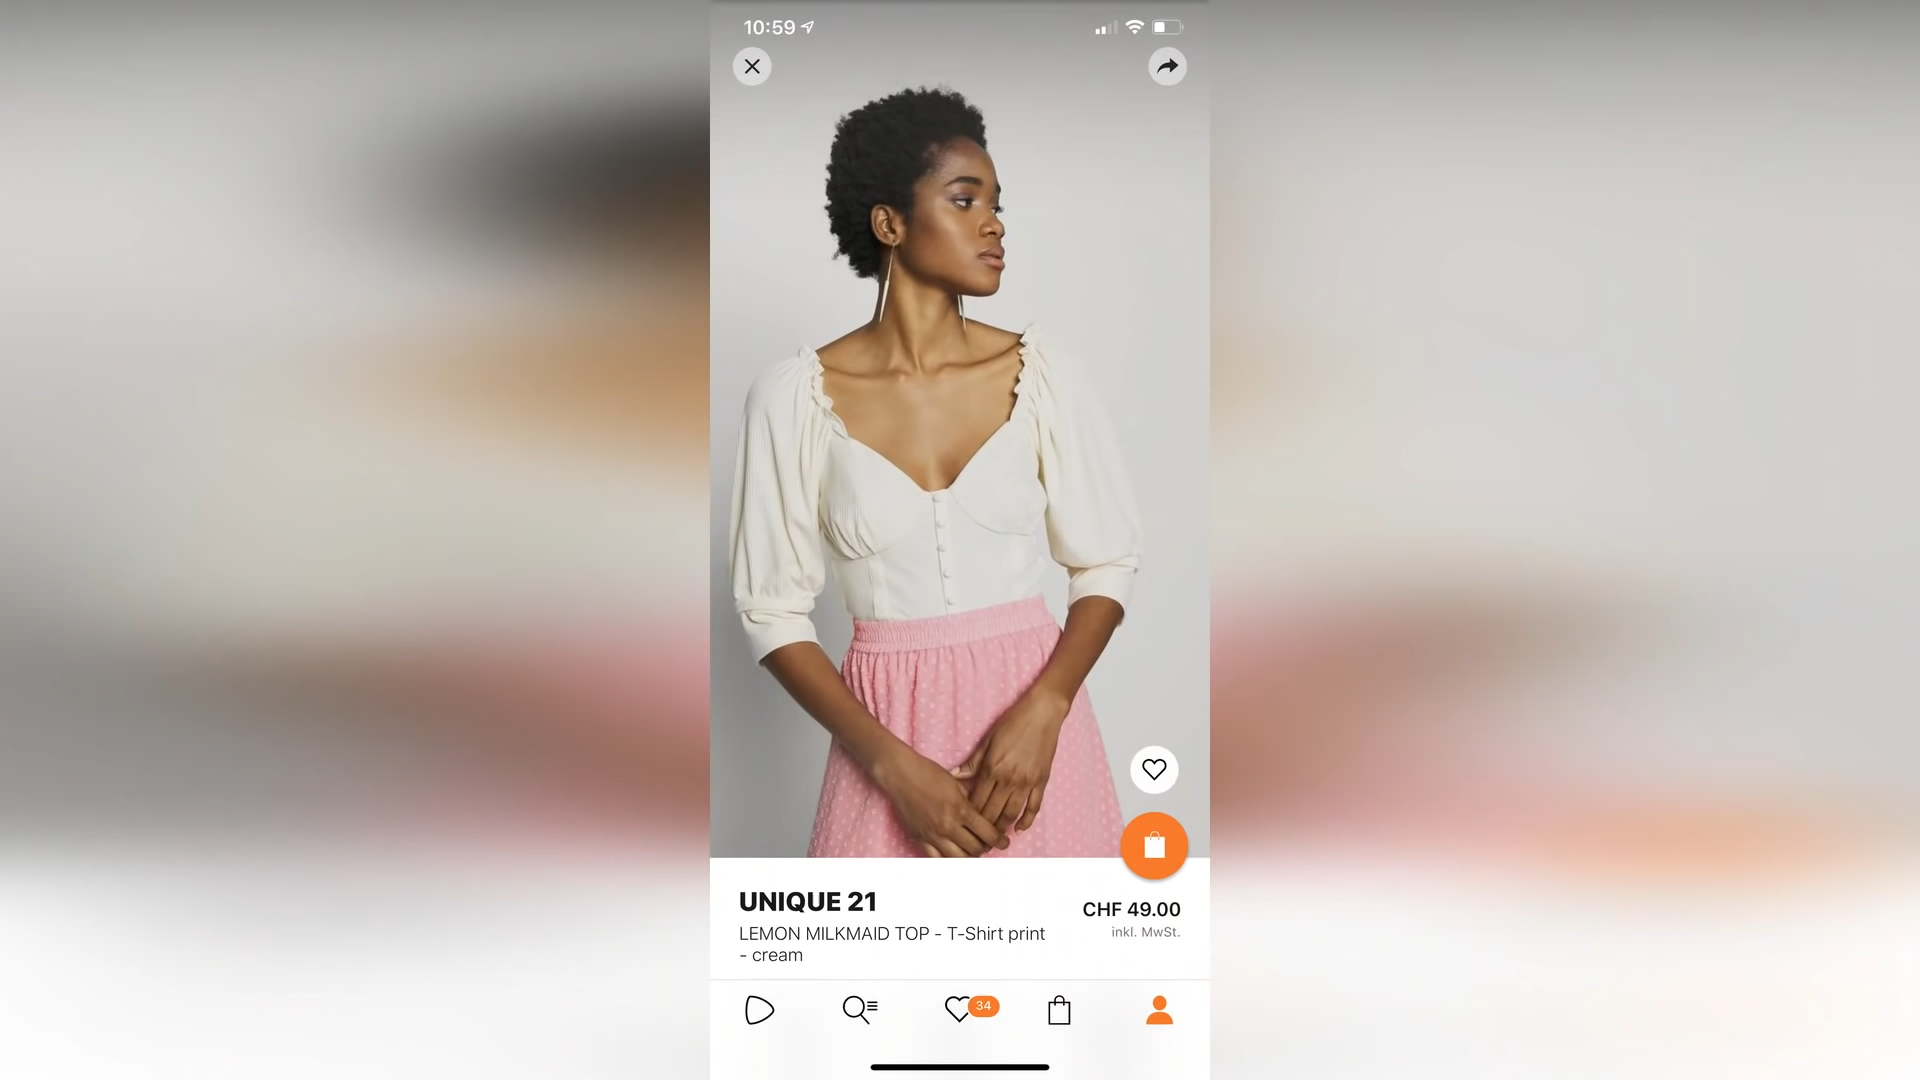 10:59
UNIQUE 21
CHF 49.00
LEMON MILKMAID TOP - T-Shirt print
- cream
inkl. MwSt.
34